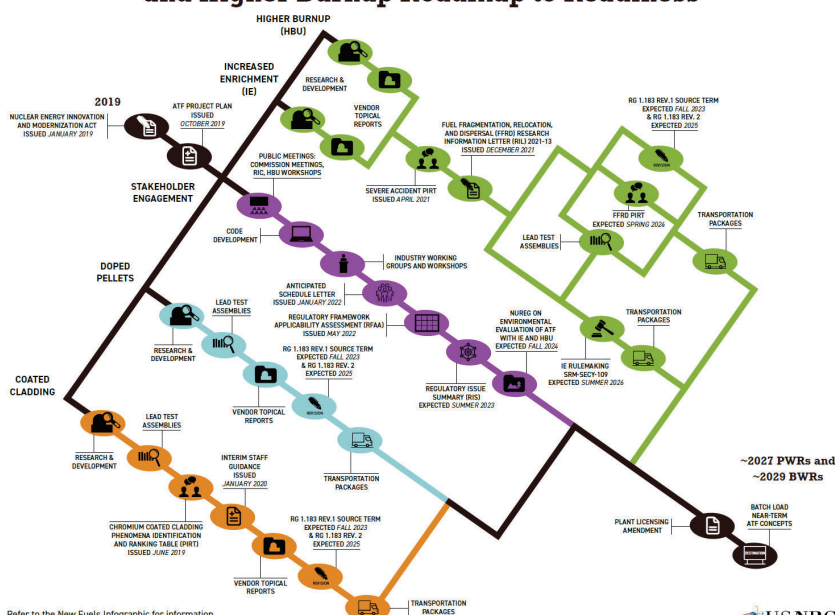 and Higher Burnup Roadmap to Readiness
HIGHER BURNUP
(HBU)
INCREASED
ENRICHMENT
(IE)
RESEARCH &
DEVELOPMENT
VENDOR
TOPICAL
REPORTS
2019
NUCLEAR ENERGY INNOVATION
AND MODERNIZATION ACT
ISSUED JANUARY 2019
ATF PROJECT PLAN
ISSUED
OCTOBER 2019
STAKEHOLDER
ENGAGEMENT
PUBLIC MEETINGS:
COMMISSION MEETINGS,
RIC, HBU WORKSHOPS
FUEL FRAGMENTATION, RELOCATION,
AND DISPERSAL (FFRD) RESEARCH
INFORMATION LETTER (RIL) 2021-13
ISSUED DECEMBER 2021
SEVERE ACCIDENT PIRT
ISSUED APRIL 2021
RG 1.183 REV.1 SOURCE TERM
EXPECTED FALL 2023
& RG 1.183 REV. 2
EXPECTED 2025
REVISION
FFRD PIRT
EXPECTED SPRING 2024
LEAD TEST
ASSEMBLIES
TRANSPORTATION
PACKAGES
CODE
DEVELOPMENT
INDUSTRY WORKING
GROUPS AND WORKSHOPS
ANTICIPATED
SCHEDULE LETTER
ISSUED JANUARY 2022
REGULATORY FRAMEWORK
APPLICABILITY ASSESSMENT (RFAA)
ISSUED MAY 2022
REGULATORY ISSUE
SUMMARY (RIS)
EXPECTED SUMMER 2023
NUREG ON
ENVIRONMENTAL
EVALUATION OF ATF
WITH IE AND HBU
EXPECTED FALL 2024
IE RULEMAKING
SRM-SECY-109
EXPECTED SUMMER 2026
TRANSPORTATION
PACKAGES
DOPED
PELLETS
RESEARCH &
DEVELOPMENT
LEAD TEST
ASSEMBLIES
VENDOR TOPICAL
REPORTS
RG 1.183 REV.1 SOURCE TERM
EXPECTED FALL 2023
& RG 1.183 REV. 2
EXPECTED 2025
REVISION
TRANSPORTATION
PACKAGES
COATED
CLADDING
RESEARCH &
DEVELOPMENT
LEAD TEST
ASSEMBLIES
CHROMIUM COATED CLADDING
PHENOMENA IDENTIFICATION
AND RANKING TABLE (PIRT)
ISSUED JUNE 2019
INTERIM STAFF
GUIDANCE
ISSUED
JANUARY 2020
VENDOR TOPICAL
REPORTS
RG 1.183 REV.1 SOURCE TERM
EXPECTED FALL 2023
& RG 1.183 REV. 2
EXPECTED 2025
REVISION
TRANSPORTATION
PACKAGES
~2027 PWRs and
~2029 BWRs
PLANT LICENSING
AMENDMENT
BATCH LOAD
NEAR-TERM
ATF CONCEPTS
DESTINATION
Refer to the New Fuels Infographic for information
US NRC